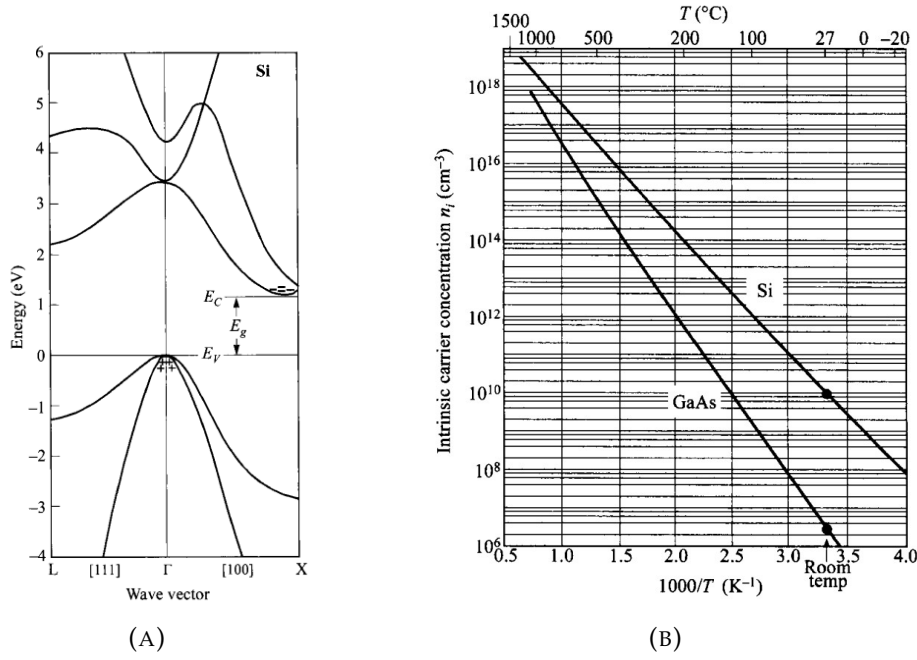 Si
6
5
4
3
2
1
0
−1
−2
−3
−4
Energy (eV)
E_C
E_g
E_V
L [111] Γ [100] X
Wave vector
(A)
T (°C)
1500
1000 500 200 100 27 0 −20
10^18
10^16
10^14
10^12
10^10
10^8
10^6
Intrinsic carrier concentration n_i (cm^−3)
Si
GaAs
0.5 1.0 1.5 2.0 2.5 3.0 3.5 4.0
Room
temp
1000/T (K^−1)
(B)